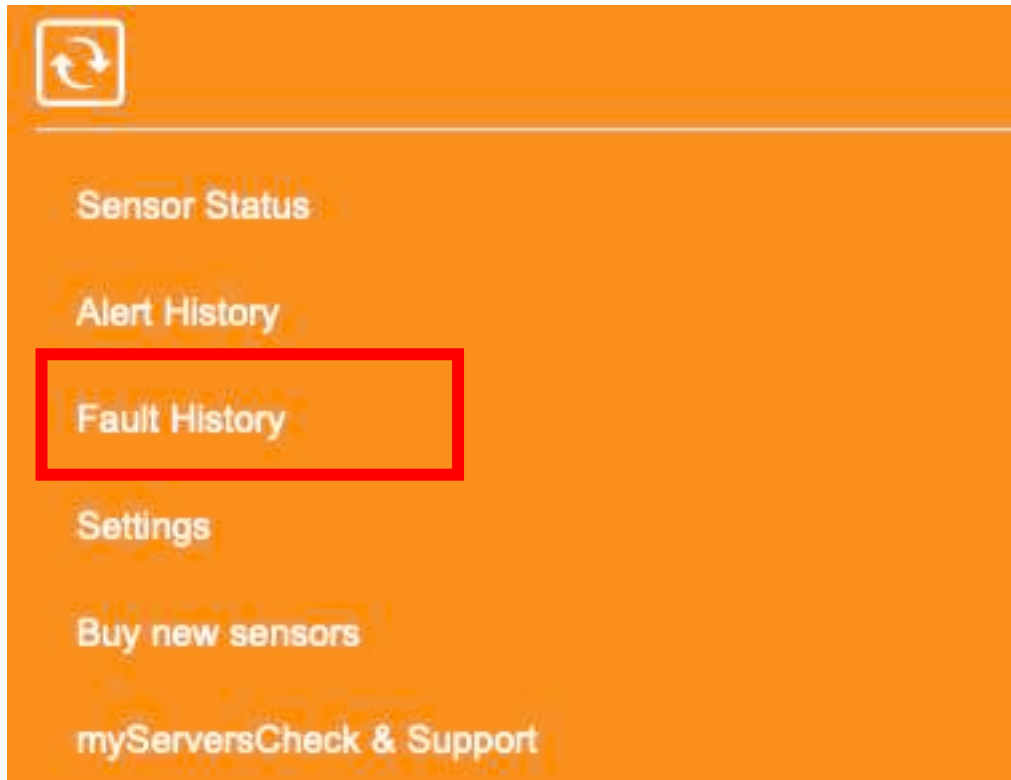 Sensor Status
Alert History
Fault History
Settings
Buy new sensors
myServersCheck & Support